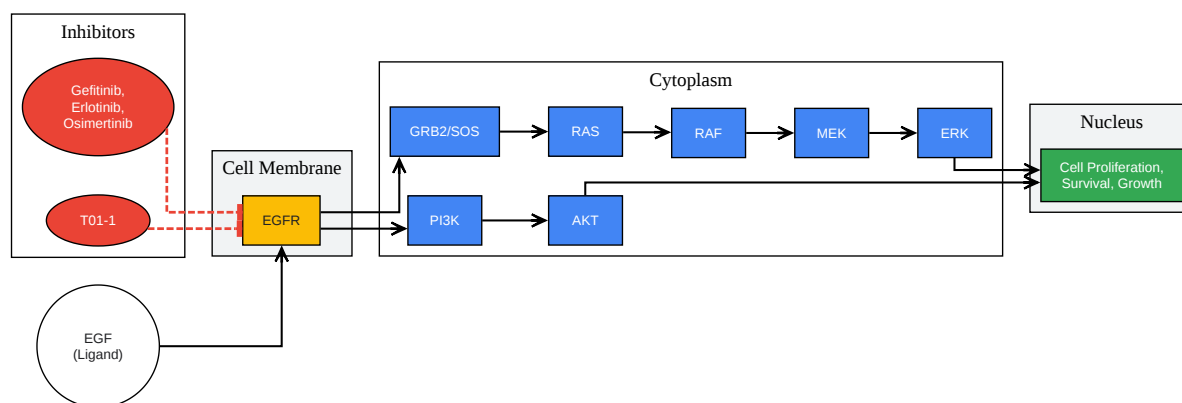 Inhibitors
Gefitinib,
Erlotinib,
Osimertinib
T01-1
EGF
(Ligand)
Cell Membrane
EGFR
Cytoplasm
GRB2/SOS
RAS
RAF
MEK
ERK
PI3K
AKT
Nucleus
Cell Proliferation,
Survival, Growth